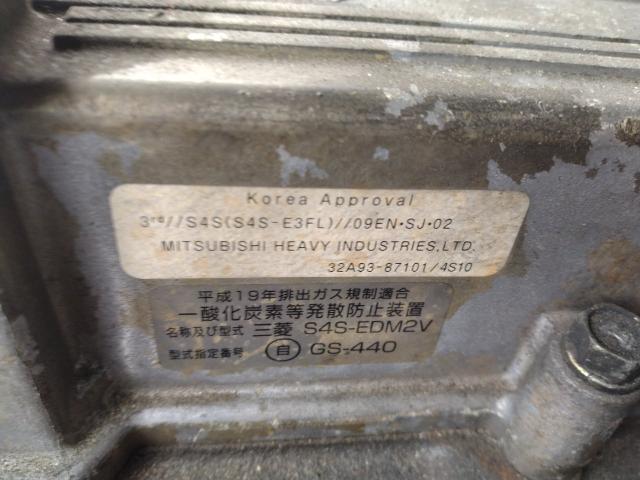 Korea Approval
3rd//S4S(S4S-E3FL)//09EN·SJ·02
MITSUBISHI HEAVY INDUSTRIES,LTD.
32A93-87101/4S10
平成19年排出ガス規制適合
一酸化炭素等発散防止装置
名称及び型式 三菱 S4S-EDM2V
型式指定番号 自 GS-440